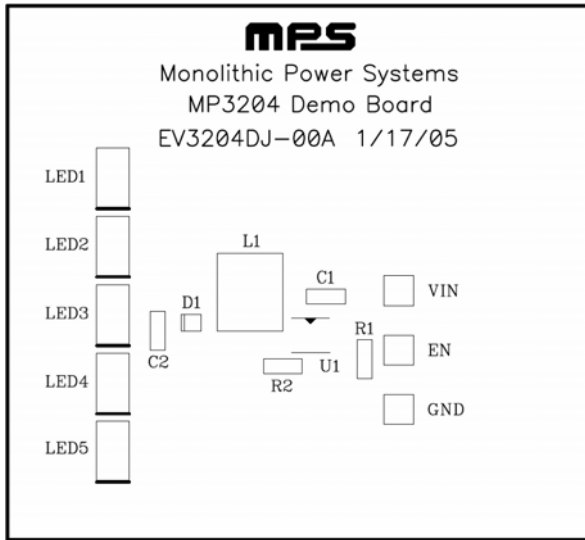 mps
Monolithic Power Systems
MP3204 Demo Board
EV3204DJ-00A 1/17/05
LED1
LED2
L1
C1
VIN
LED3
D1
R1
EN
C2
U1
LED4
R2
GND
LED5